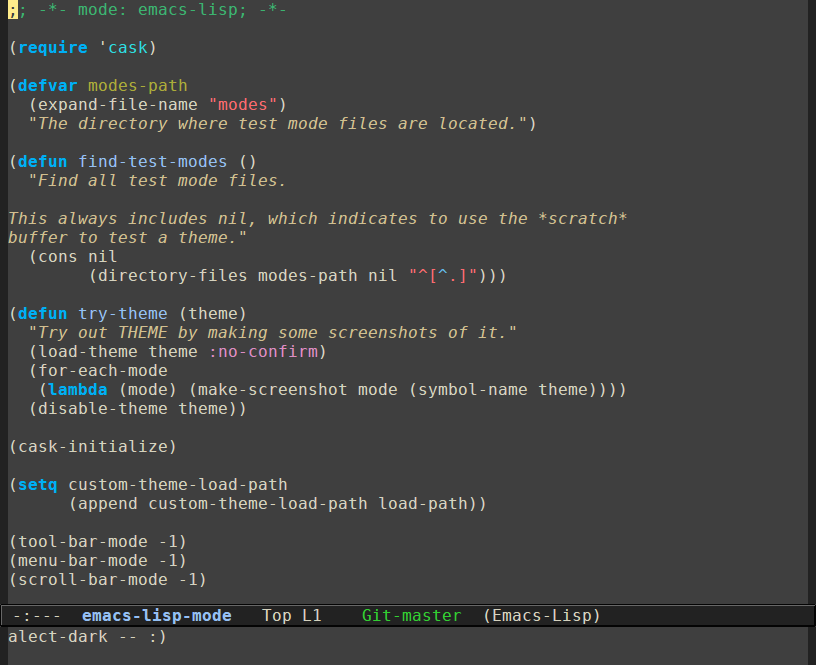 ;; -*- mode: emacs-lisp; -*-

(require 'cask)

(defvar modes-path
  (expand-file-name "modes")
  "The directory where test mode files are located.")

(defun find-test-modes ()
  "Find all test mode files.

This always includes nil, which indicates to use the *scratch*
buffer to test a theme."
  (cons nil
        (directory-files modes-path nil "^[^.]")))

(defun try-theme (theme)
  "Try out THEME by making some screenshots of it."
  (load-theme theme :no-confirm)
  (for-each-mode
   (lambda (mode) (make-screenshot mode (symbol-name theme))))
  (disable-theme theme))

(cask-initialize)

(setq custom-theme-load-path
      (append custom-theme-load-path load-path))

(tool-bar-mode -1)
(menu-bar-mode -1)
(scroll-bar-mode -1)
-:---  emacs-lisp-mode   Top L1    Git-master  (Emacs-Lisp)
alect-dark -- :)